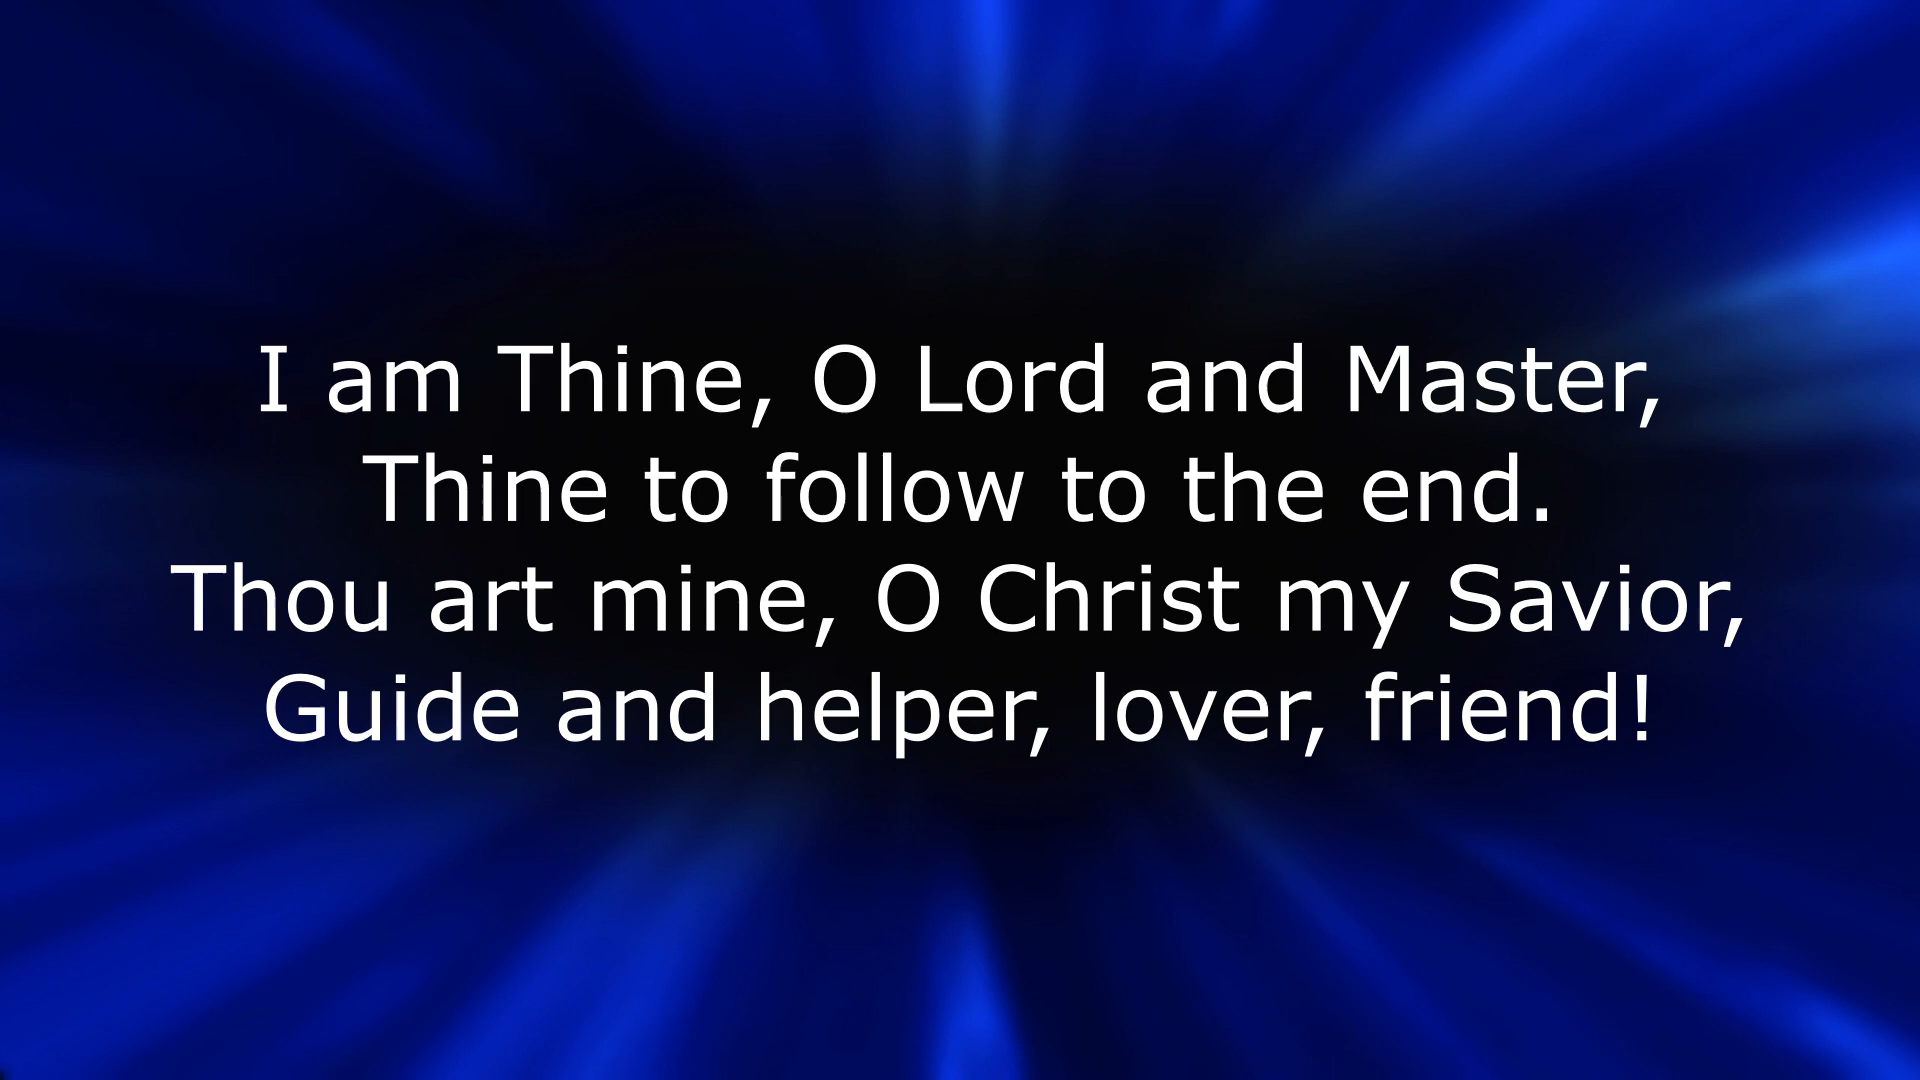 I am Thine, O Lord and Master,
Thine to follow to the end.
Thou art mine, O Christ my Savior,
Guide and helper, lover, friend!